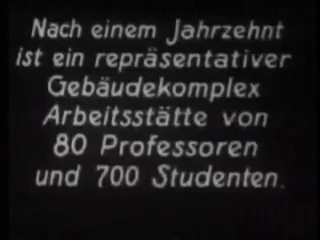 Nach einem Jahrzehnt
ist ein repräsentativer
Gebäudekomplex
Arbeitsstätte von
80 Professoren
und 700 Studenten.